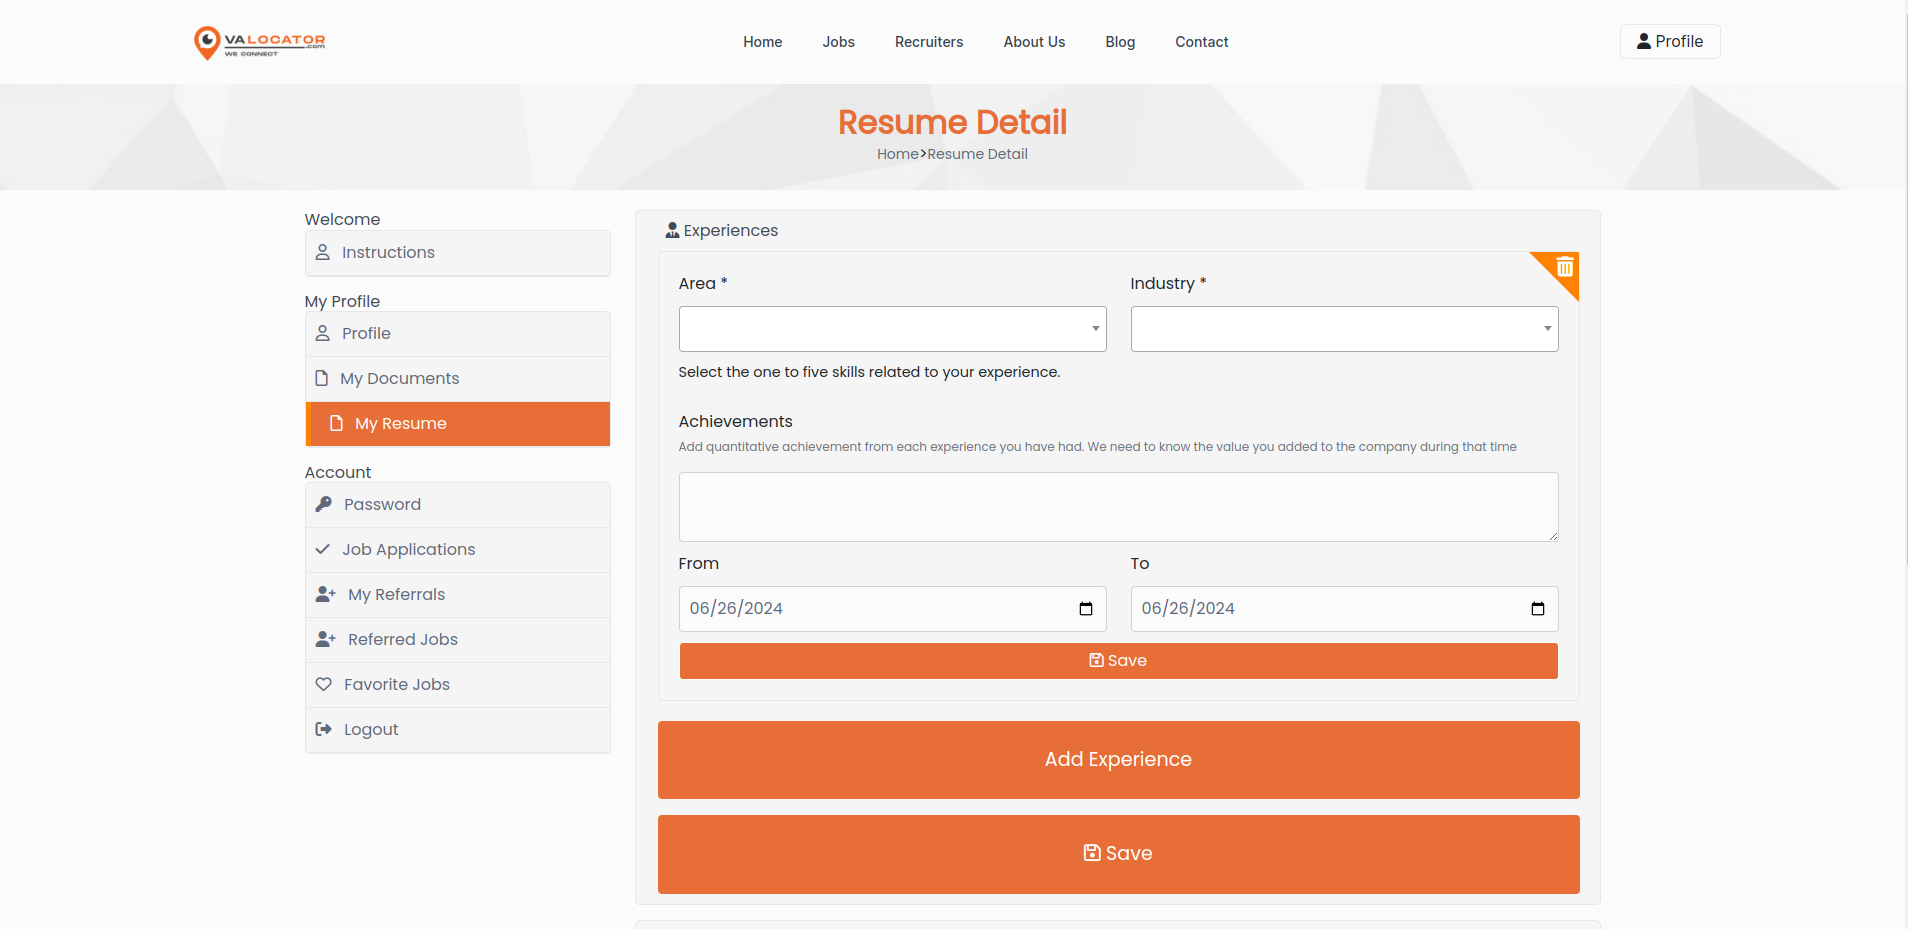 VALOCATOR
.com
WE CONNECT
Home
Jobs
Recruiters
About Us
Blog
Contact
Profile
Resume Detail
Home>Resume Detail
Welcome
Instructions
My Profile
Profile
My Documents
My Resume
Account
Password
Job Applications
My Referrals
Referred Jobs
Favorite Jobs
Logout
Experiences
Area *
Industry *
Select the one to five skills related to your experience.
Achievements
Add quantitative achievement from each experience you have had. We need to know the value you added to the company during that time
From
To
06/26/2024
06/26/2024
Save
Add Experience
Save